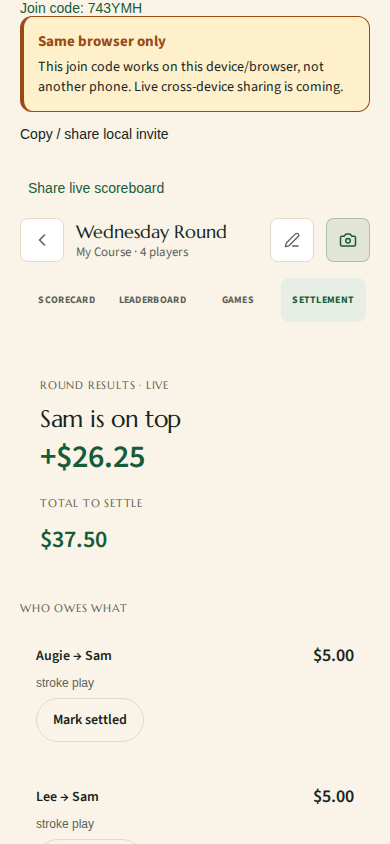 Join code: 743YMH
Same browser only
This join code works on this device/browser, not
another phone. Live cross-device sharing is coming.
Copy / share local invite
Share live scoreboard
Wednesday Round
My Course · 4 players
SCORECARD LEADERBOARD GAMES SETTLEMENT
ROUND RESULTS · LIVE
Sam is on top
+$26.25
TOTAL TO SETTLE
$37.50
WHO OWES WHAT
Augie → Sam $5.00
stroke play
Mark settled
Lee → Sam $5.00
stroke play